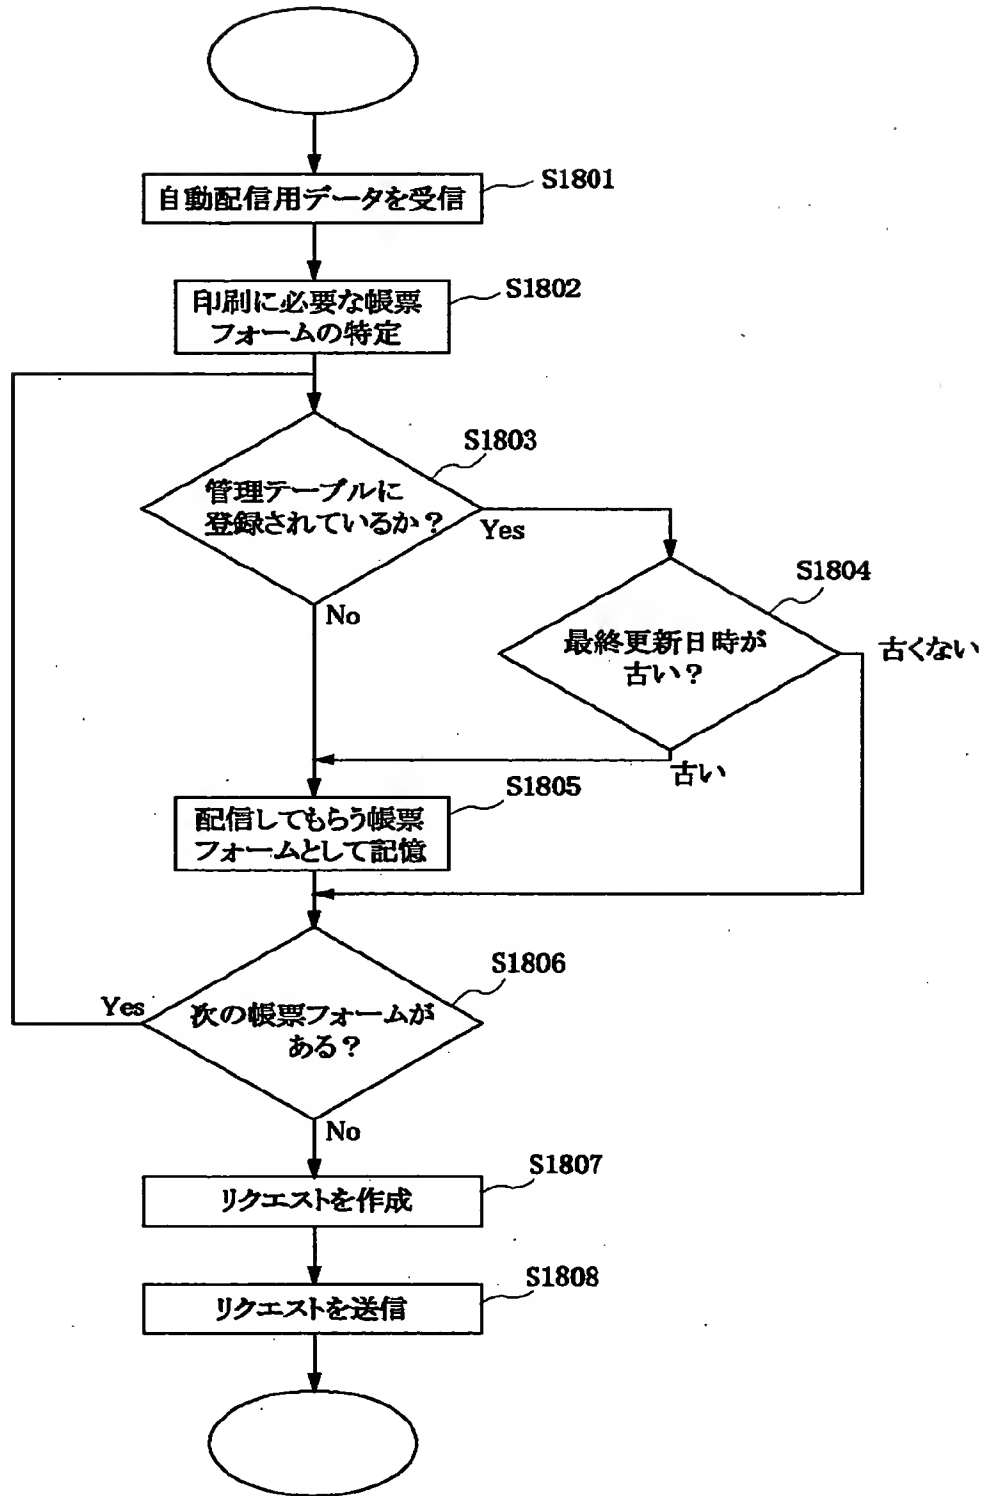 自動配信用データを受信
S1801
印刷に必要な帳票
フォームの特定
S1802
管理テーブルに
登録されているか？
S1803
Yes
No
最終更新日時が
古い？
S1804
古くない
古い
配信してもらう帳票
フォームとして記憶
S1805
次の帳票フォームが
ある？
S1806
Yes
No
リクエストを作成
S1807
リクエストを送信
S1808